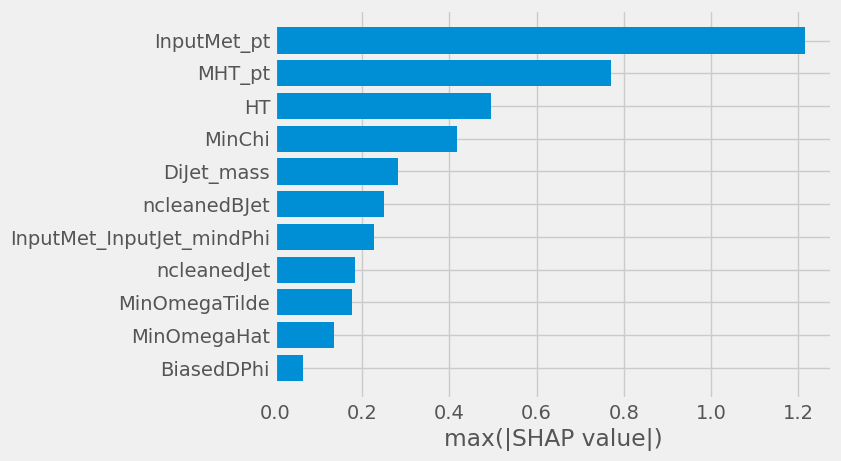 InputMet_pt
MHT_pt
HT
MinChi
DiJet_mass
ncleanedBJet
InputMet_InputJet_mindPhi
ncleanedJet
MinOmegaTilde
MinOmegaHat
BiasedDPhi
0.0 0.2 0.4 0.6 0.8 1.0 1.2
max(|SHAP value|)